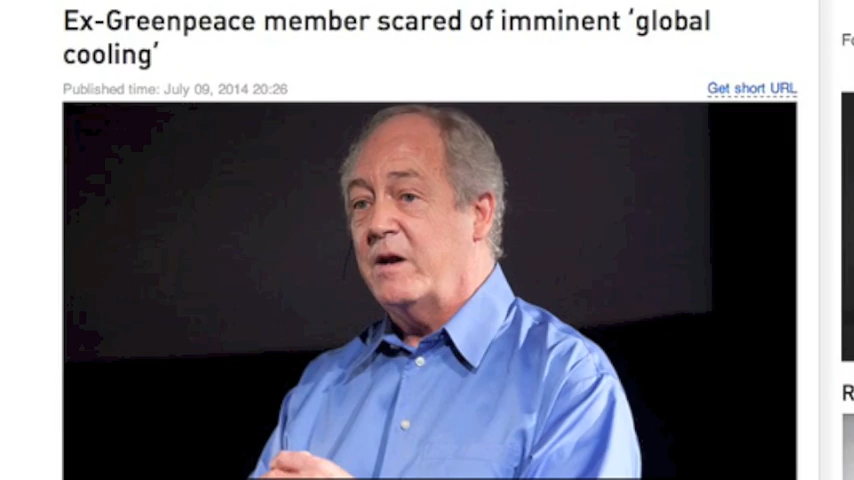 Ex-Greenpeace member scared of imminent ‘global
cooling’
Published time: July 09, 2014 20:26
Get short URL